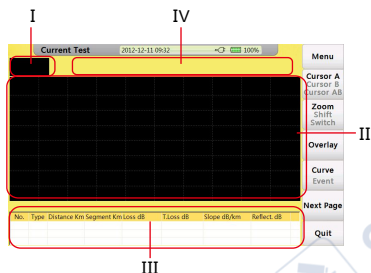 I
IV
Current Test 2012-12-11 09:32 100%
Menu
Cursor A
Cursor B
Cursor AB
Zoom
Shift
Switch
II
Overlay
Curve
Event
Next Page
No. Type Distance Km Segment Km Loss dB T.Loss dB Slope dB/km Reflect. dB
Quit
III